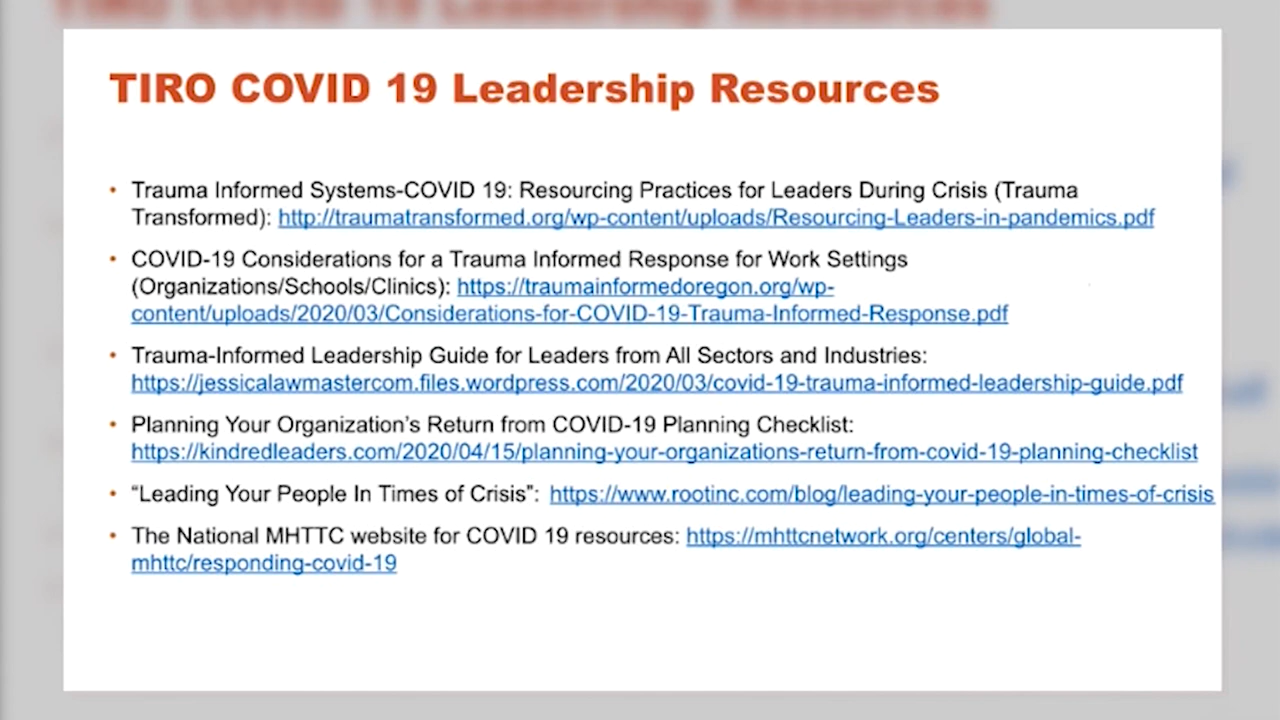 TIRO COVID 19 Leadership Resources
TIRO COVID 19 Leadership Resources
• Trauma Informed Systems-COVID 19: Resourcing Practices for Leaders During Crisis (Trauma
Transformed): http://traumatransformed.org/wp-content/uploads/Resourcing-Leaders-in-pandemics.pdf
• COVID-19 Considerations for a Trauma Informed Response for Work Settings
(Organizations/Schools/Clinics): https://traumainformedoregon.org/wp-
content/uploads/2020/03/Considerations-for-COVID-19-Trauma-Informed-Response.pdf
• Trauma-Informed Leadership Guide for Leaders from All Sectors and Industries:
https://jessicalawmastercom.files.wordpress.com/2020/03/covid-19-trauma-informed-leadership-guide.pdf
• Planning Your Organization’s Return from COVID-19 Planning Checklist:
https://kindredleaders.com/2020/04/15/planning-your-organizations-return-from-covid-19-planning-checklist
• “Leading Your People In Times of Crisis”: https://www.rootinc.com/blog/leading-your-people-in-times-of-crisis
• The National MHTTC website for COVID 19 resources: https://mhttcnetwork.org/centers/global-
mhttc/responding-covid-19